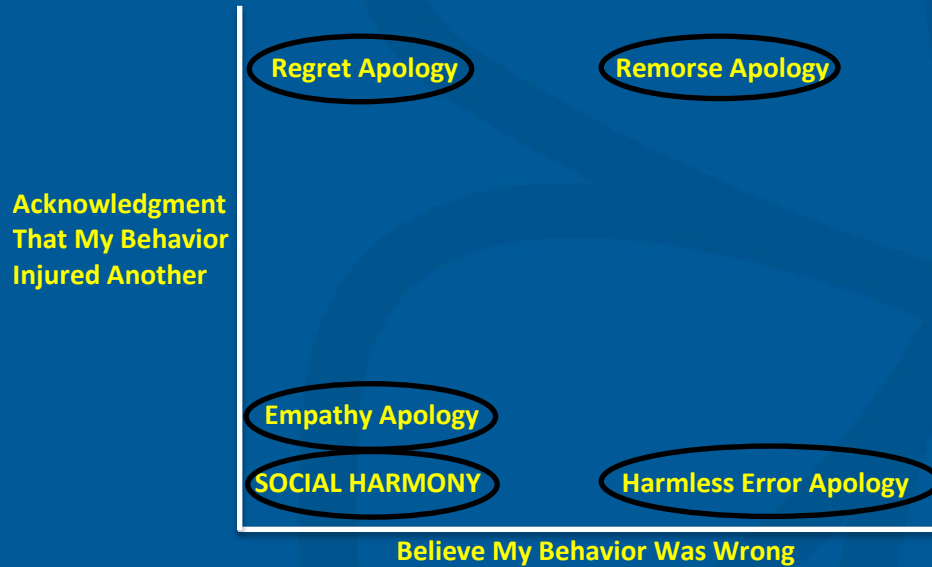 Regret Apology
Remorse Apology
Acknowledgment
That My Behavior
Injured Another
Empathy Apology
SOCIAL HARMONY
Harmless Error Apology
Believe My Behavior Was Wrong